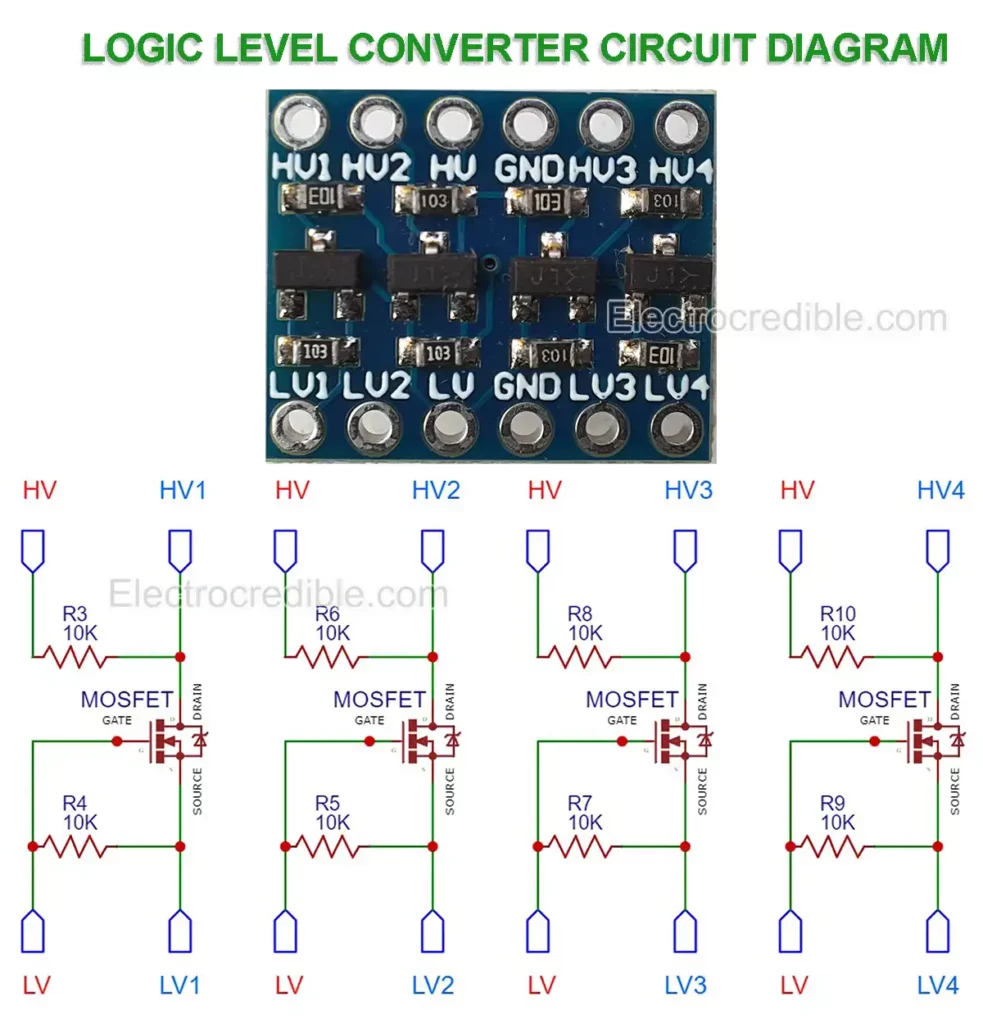 LOGIC LEVEL CONVERTER CIRCUIT DIAGRAM
HV1 HV2 HV GND HV3 HV4
103 103 103 103
J1Y J1Y J1Y J1Y
Electrocredible.com
103 103 103 103
LV1 LV2 LV GND LV3 LV4
HV HV1 HV HV2 HV HV3 HV HV4
Electrocredible.com
R3 R6 R8 R10
10K 10K 10K 10K
MOSFET MOSFET MOSFET MOSFET
DRAIN DRAIN DRAIN DRAIN
GATE GATE GATE GATE
D D D D
G G G G
S S S S
SOURCE SOURCE SOURCE SOURCE
R4 R5 R7 R9
10K 10K 10K 10K
LV LV1 LV LV2 LV LV3 LV LV4